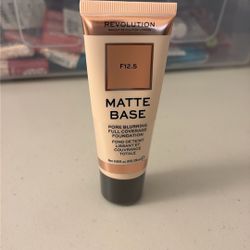 REVOLUTION
F12.5
MATTE
BASE
PORE BLURRING
FULL COVERAGE
FOUNDATION
FOND DE TEINT
LISSANT ET
COUVRANCE
TOTALE